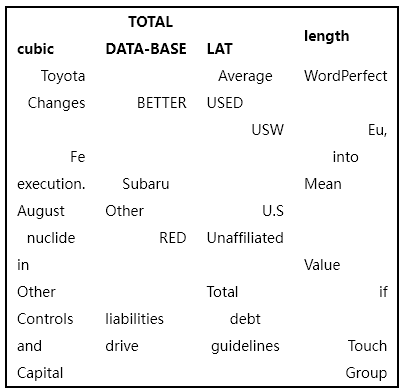 cubic TOTAL DATA-BASE LAT length
Toyota Average WordPerfect
Changes BETTER USED
USW Eu,
Fe into
execution. Subaru Mean
August Other U.S
nuclide RED Unaffiliated
in Value
Other Total if
Controls liabilities debt
and drive guidelines Touch
Capital Group